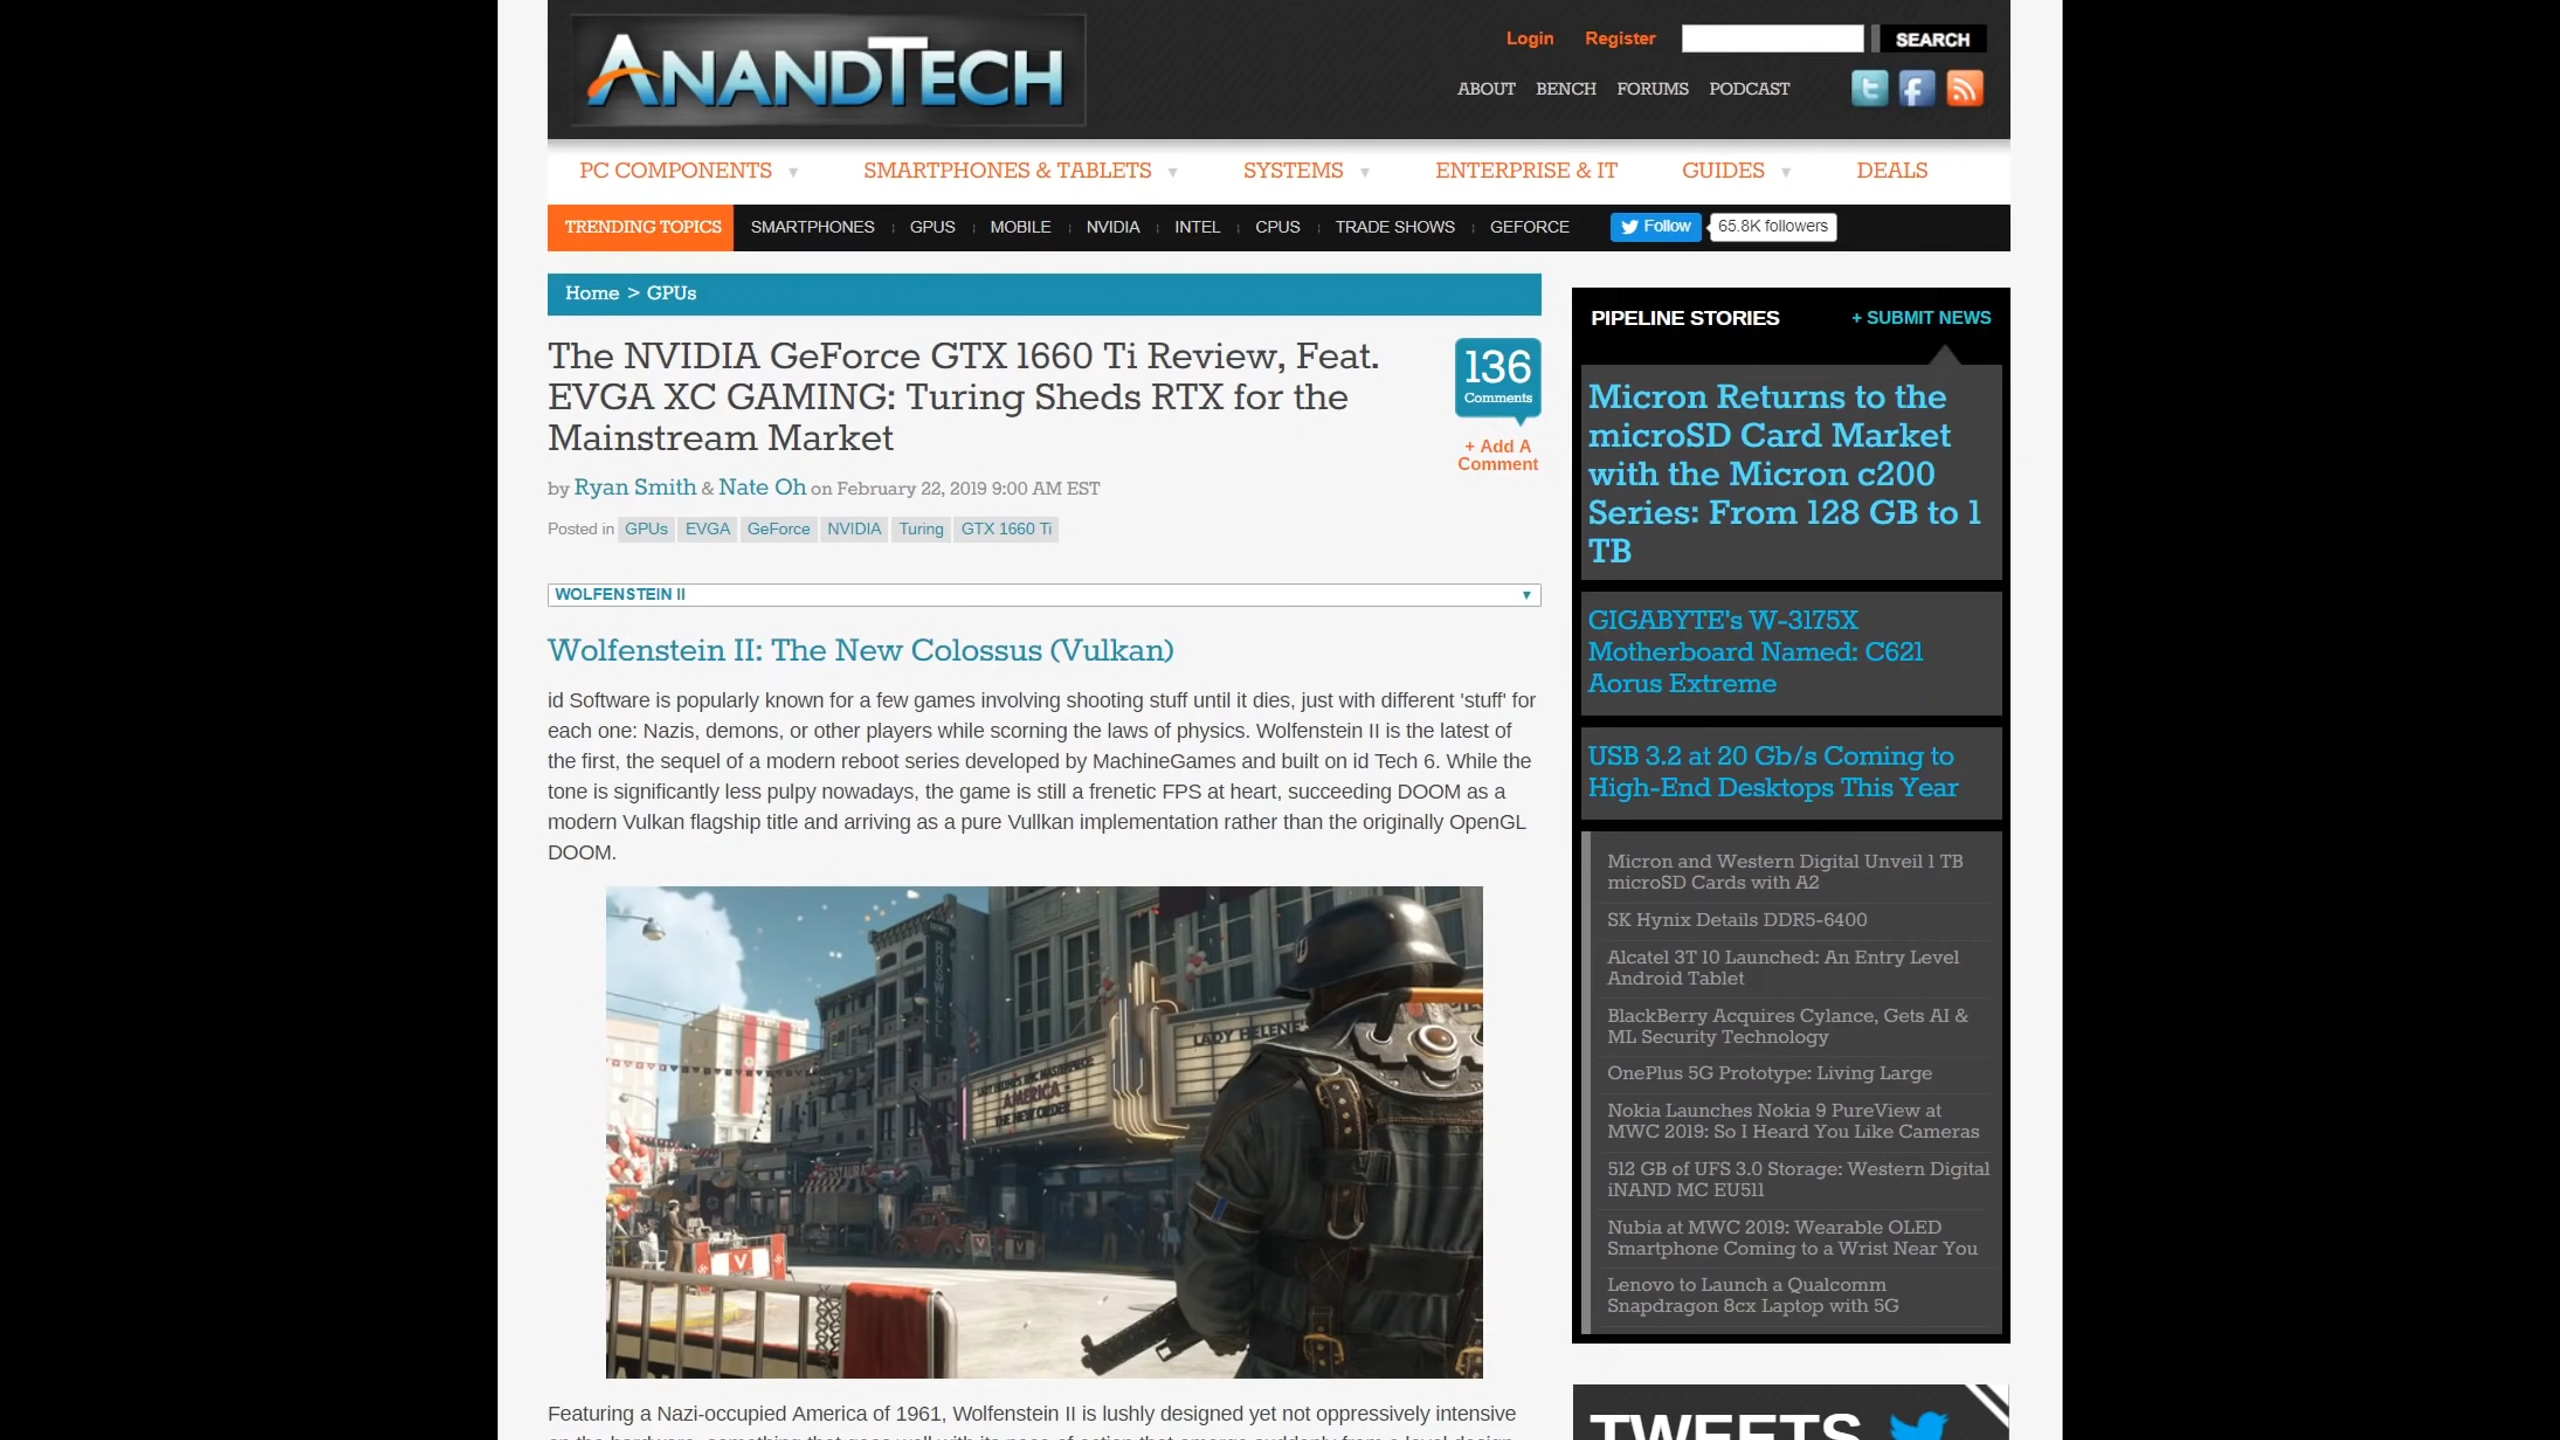 ANANDTECH
Login
Register
SEARCH
ABOUT
BENCH
FORUMS
PODCAST
PC COMPONENTS
SMARTPHONES & TABLETS
SYSTEMS
ENTERPRISE & IT
GUIDES
DEALS
TRENDING TOPICS
SMARTPHONES
GPUS
MOBILE
NVIDIA
INTEL
CPUS
TRADE SHOWS
GEFORCE
Follow
65.8K followers
Home > GPUs
The NVIDIA GeForce GTX 1660 Ti Review, Feat.
EVGA XC GAMING: Turing Sheds RTX for the
Mainstream Market
by Ryan Smith & Nate Oh on February 22, 2019 9:00 AM EST
136
Comments
+ Add A
Comment
Posted in GPUs EVGA GeForce NVIDIA Turing GTX 1660 Ti
WOLFENSTEIN II
Wolfenstein II: The New Colossus (Vulkan)
id Software is popularly known for a few games involving shooting stuff until it dies, just with different 'stuff' for
each one: Nazis, demons, or other players while scorning the laws of physics. Wolfenstein II is the latest of
the first, the sequel of a modern reboot series developed by MachineGames and built on id Tech 6. While the
tone is significantly less pulpy nowadays, the game is still a frenetic FPS at heart, succeeding DOOM as a
modern Vulkan flagship title and arriving as a pure Vullkan implementation rather than the originally OpenGL
DOOM.
ROSWELL
LADY HELENE'S
AMERICA
THE NEW ORDER
V
V
V
Featuring a Nazi-occupied America of 1961, Wolfenstein II is lushly designed yet not oppressively intensive
PIPELINE STORIES
+ SUBMIT NEWS
Micron Returns to the
microSD Card Market
with the Micron c200
Series: From 128 GB to 1
TB
GIGABYTE's W-3175X
Motherboard Named: C621
Aorus Extreme
USB 3.2 at 20 Gb/s Coming to
High-End Desktops This Year
Micron and Western Digital Unveil 1 TB
microSD Cards with A2
SK Hynix Details DDR5-6400
Alcatel 3T 10 Launched: An Entry Level
Android Tablet
BlackBerry Acquires Cylance, Gets AI &
ML Security Technology
OnePlus 5G Prototype: Living Large
Nokia Launches Nokia 9 PureView at
MWC 2019: So I Heard You Like Cameras
512 GB of UFS 3.0 Storage: Western Digital
iNAND MC EU511
Nubia at MWC 2019: Wearable OLED
Smartphone Coming to a Wrist Near You
Lenovo to Launch a Qualcomm
Snapdragon 8cx Laptop with 5G
TWEETS